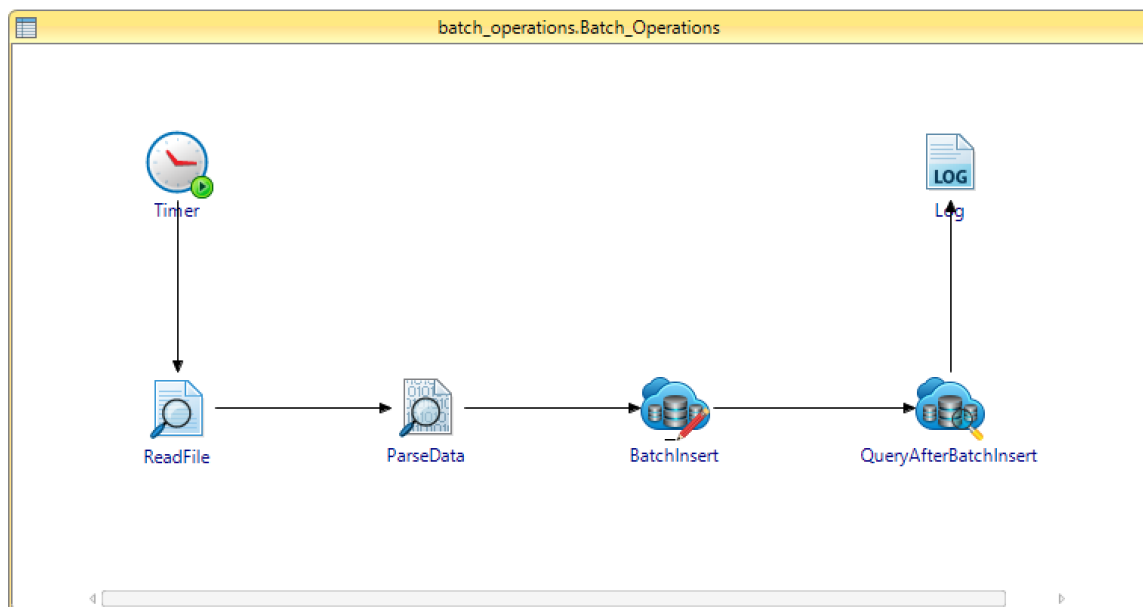 batch_operations.Batch_Operations
Timer
LOG
Log
ReadFile
ParseData
BatchInsert
QueryAfterBatchInsert